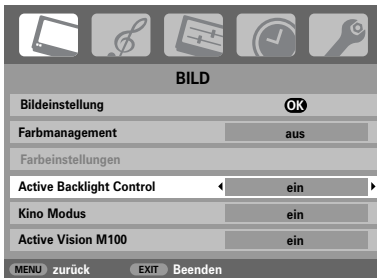 BILD
Bildeinstellung OK
Farbmanagement aus
Farbeinstellungen
Active Backlight Control ein
Kino Modus ein
Active Vision M100 ein
MENU zurück EXIT Beenden